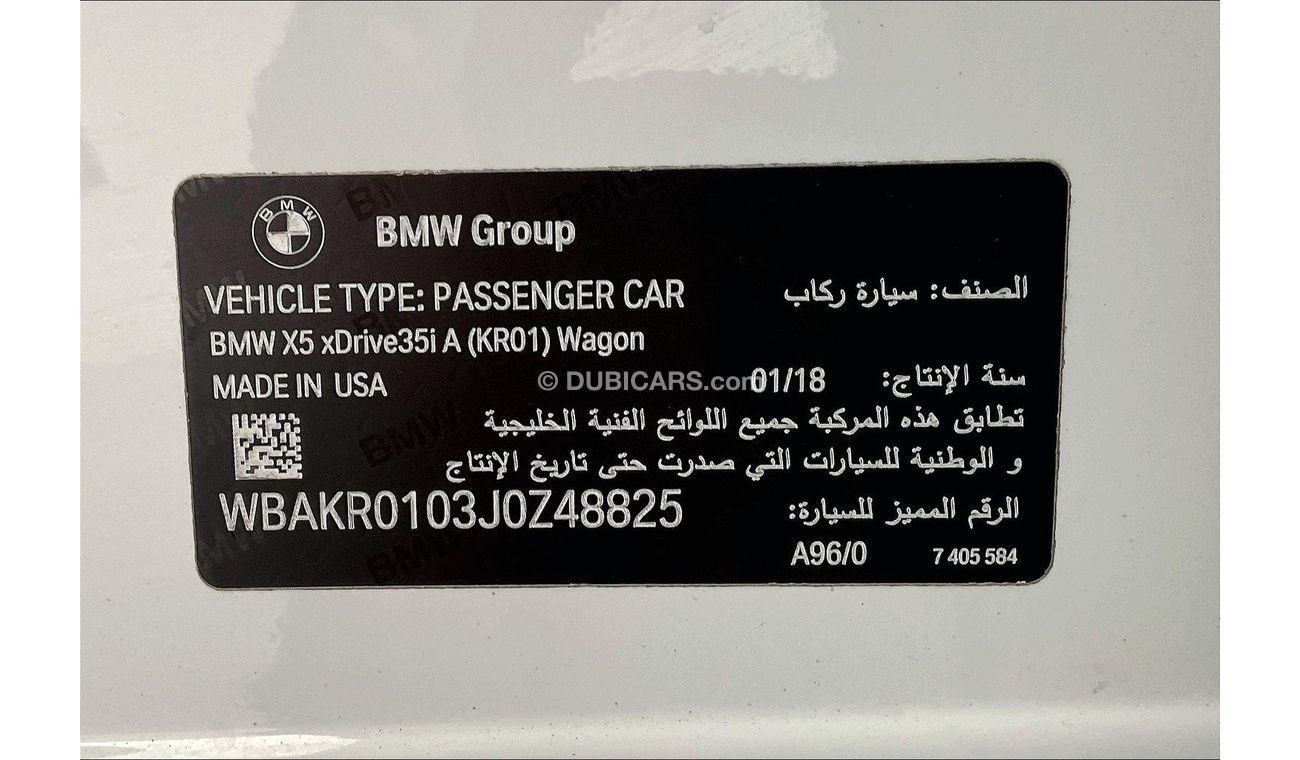 BMW
BMW Group
VEHICLE TYPE: PASSENGER CAR
الصنف: سيارة ركاب
BMW X5 xDrive35i A (KR01) Wagon
MADE IN USA
© DUBICARS.com
سنة الإنتاج: 01/18
تطابق هذه المركبة جميع اللوائح الفنية الخليجية
و الوطنية للسيارات التي صدرت حتى تاريخ الإنتاج
WBAKR0103J0Z48825
الرقم المميز للسيارة:
A96/0 7 405 584